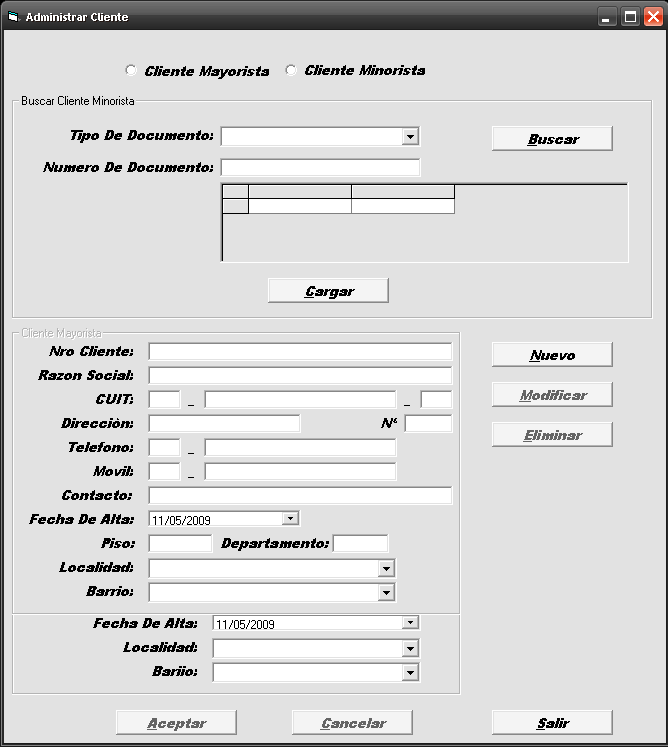 Administrar Cliente
Cliente Mayorista Cliente Minorista
Buscar Cliente Minorista
Tipo De Documento: Buscar
Numero De Documento:
Cargar
Cliente Mayorista
Nro Cliente: Nuevo
Razon Social:
CUIT: _ _ Modificar
Dirección: Nº
Telefono: _ Eliminar
Movil: _
Contacto:
Fecha De Alta: 11/05/2009
Piso: Departamento:
Localidad:
Barrio:
Fecha De Alta: 11/05/2009
Localidad:
Bariio:
Aceptar Cancelar Salir